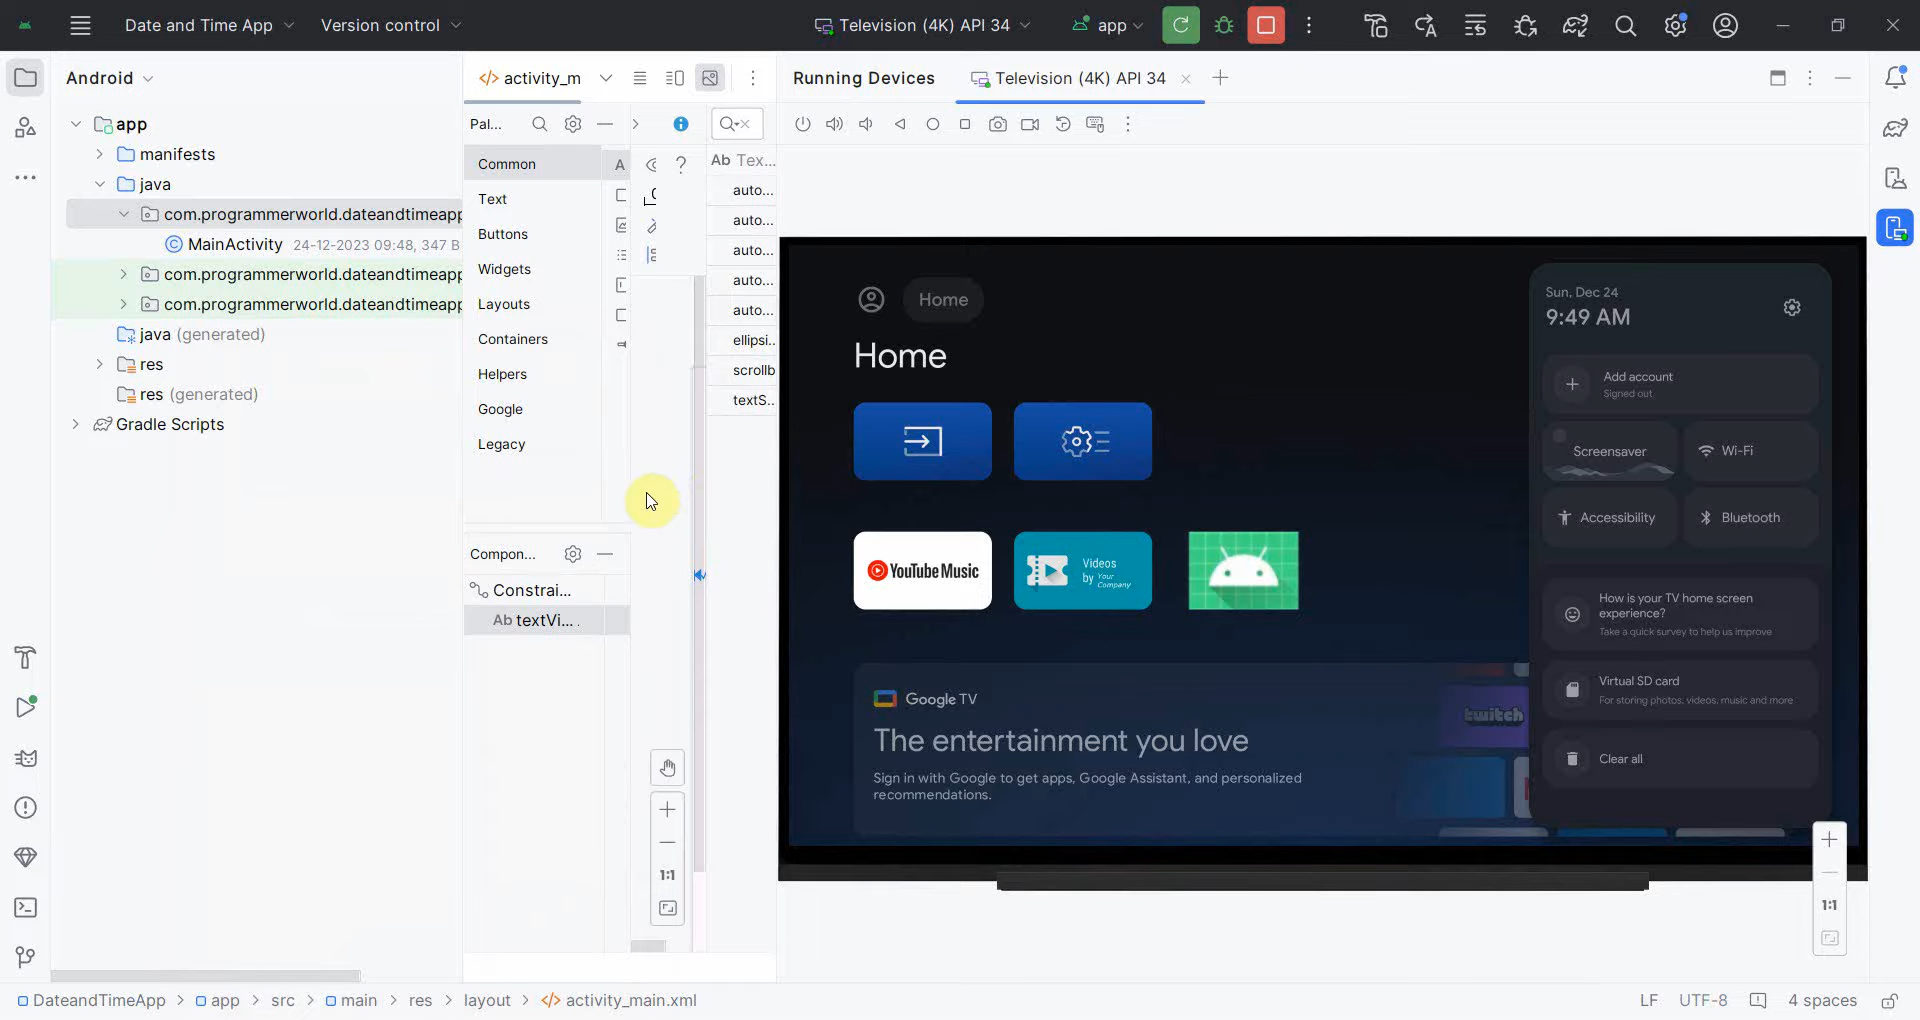 Date and Time App
Version control
Television (4K) API 34
app
Android
activity_m
Running Devices
Television (4K) API 34
app
manifests
java
com.programmerworld.dateandtimeapp
MainActivity 24-12-2023 09:48, 347 B
com.programmerworld.dateandtimeapp
com.programmerworld.dateandtimeapp
java (generated)
res
res (generated)
Gradle Scripts
Pal...
Common
Text
Buttons
Widgets
Layouts
Containers
Helpers
Google
Legacy
Ab Tex...
auto...
auto...
auto...
auto...
auto...
ellipsi..
scrollb
textS..
Compon...
Constrai...
Ab textVi...
1:1
Home
Home
YouTube Music
Videos
by Your
Company
Google TV
The entertainment you love
Sign in with Google to get apps, Google Assistant, and personalized
recommendations.
twitch
Sun, Dec 24
9:49 AM
Add account
Signed out
Screensaver
Wi-Fi
Accessibility
Bluetooth
How is your TV home screen
experience?
Take a quick survey to help us improve
Virtual SD card
For storing photos, videos, music and more
Clear all
1:1
DateandTimeApp > app > src > main > res > layout > activity_main.xml
LF UTF-8 4 spaces